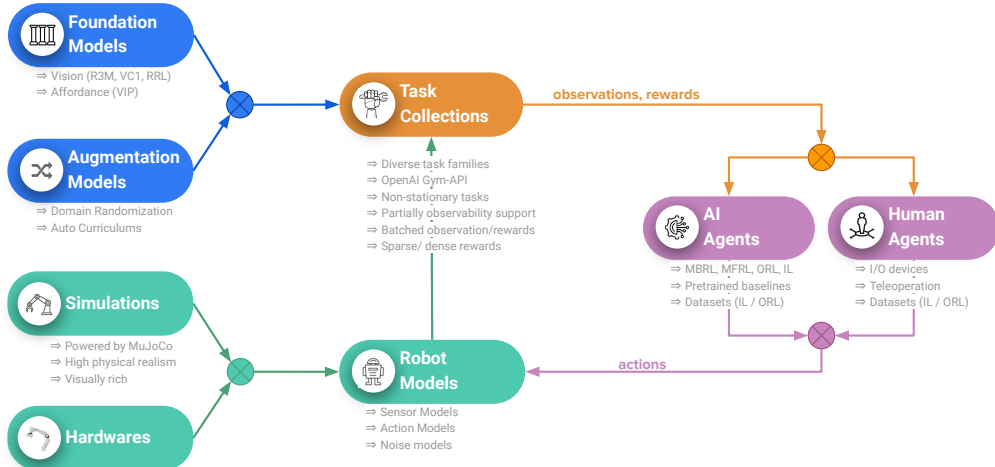 Foundation
Models
⇒ Vision (R3M, VC1, RRL)
⇒ Affordance (VIP)
Augmentation
Models
⇒ Domain Randomization
⇒ Auto Curriculums
Task
Collections
⇒ Diverse task families
⇒ OpenAI Gym-API
⇒ Non-stationary tasks
⇒ Partially observability support
⇒ Batched observation/rewards
⇒ Sparse/ dense rewards
observations, rewards
AI
Agents
⇒ MBRL, MFRL, ORL, IL
⇒ Pretrained baselines
⇒ Datasets (IL / ORL)
Human
Agents
⇒ I/O devices
⇒ Teleoperation
⇒ Datasets (IL / ORL)
Simulations
⇒ Powered by MuJoCo
⇒ High physical realism
⇒ Visually rich
Hardwares
Robot
Models
⇒ Sensor Models
⇒ Action Models
⇒ Noise models
actions